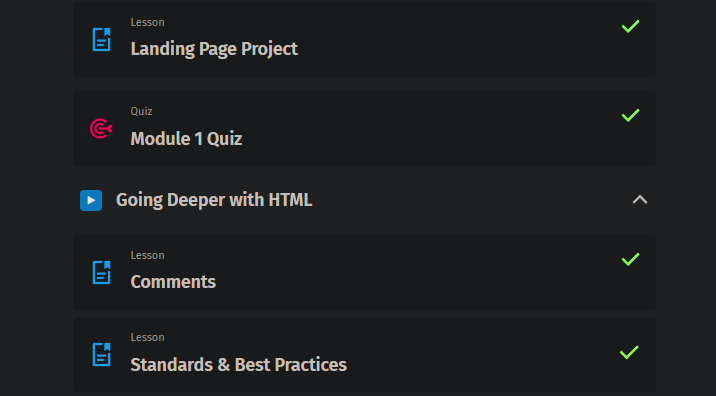 Lesson
Landing Page Project
Quiz
Module 1 Quiz
Going Deeper with HTML
Lesson
Comments
Lesson
Standards & Best Practices